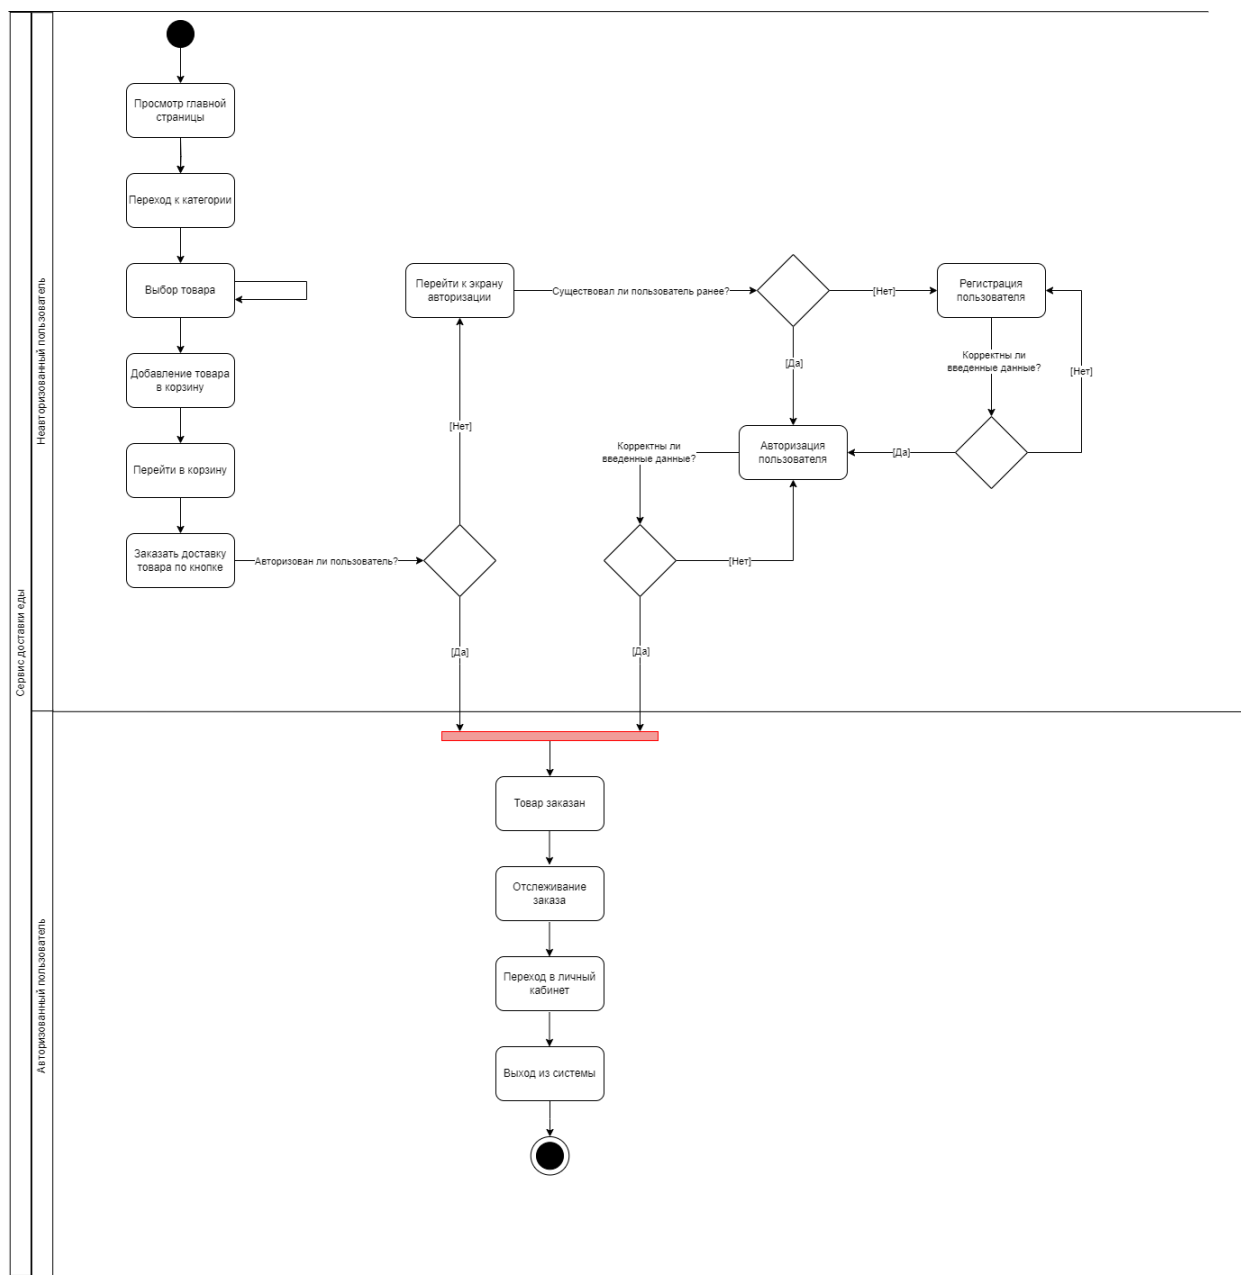 Сервис доставки еды
Неавторизованный пользователь
Просмотр главной
страницы
Переход к категории
Выбор товара
Добавление товара
в корзину
Перейти в корзину
Заказать доставку
товара по кнопке
Авторизован ли пользователь?
[Нет]
[Да]
Перейти к экрану
авторизации
Существовал ли пользователь ранее?
[Нет]
[Да]
Регистрация
пользователя
Корректны ли
введенные данные?
[Нет]
[Да]
Авторизация
пользователя
Корректны ли
введенные данные?
[Нет]
[Да]
Авторизованный пользователь
Товар заказан
Отслеживание
заказа
Переход в личный
кабинет
Выход из системы